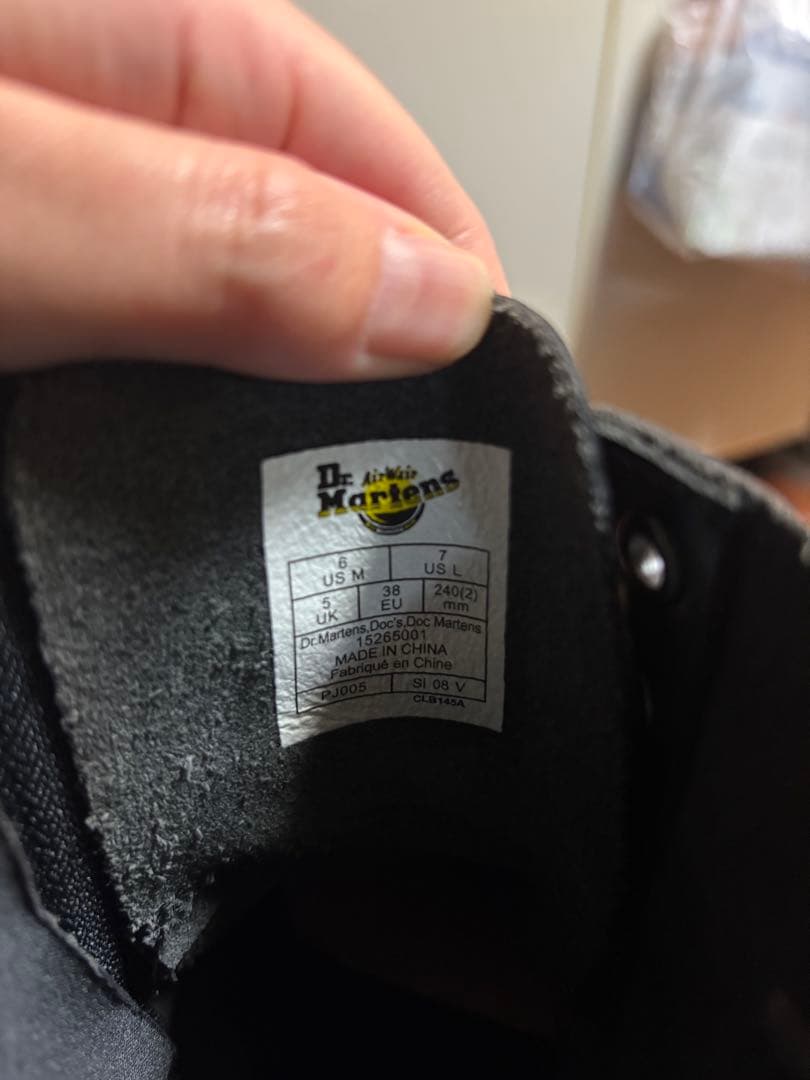 Dr. AirWair
Martens
6 7
US M US L
5 38 240(2)
UK EU mm
Dr.Martens,Doc's,Doc Martens
15265001
MADE IN CHINA
Fabriqué en Chine
PJ005 SI 08 V
CLB145A